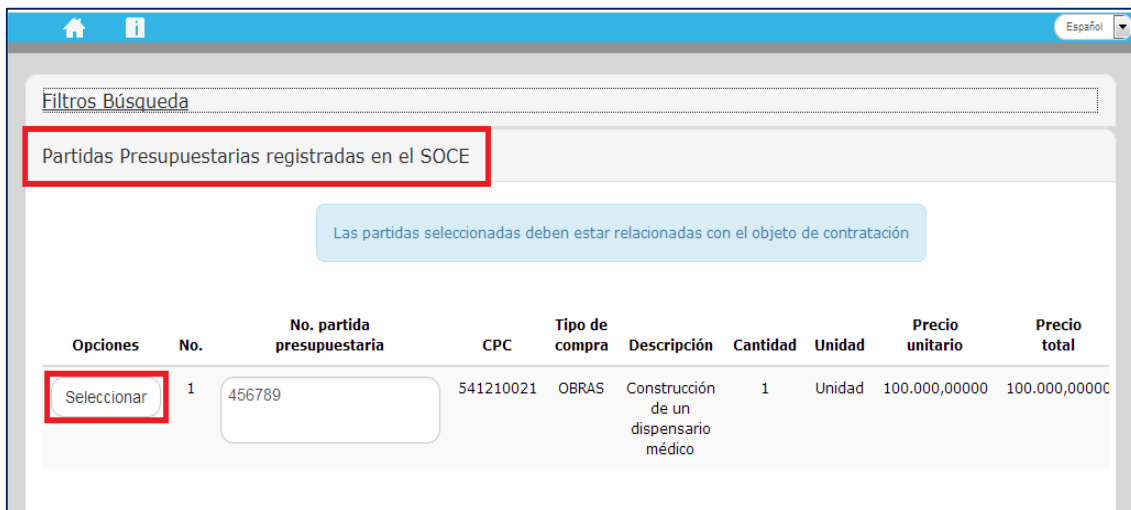 Español
Filtros Búsqueda
Partidas Presupuestarias registradas en el SOCE
Las partidas seleccionadas deben estar relacionadas con el objeto de contratación
Opciones No. No. partida presupuestaria CPC Tipo de compra Descripción Cantidad Unidad Precio unitario Precio total
Seleccionar 1 456789 541210021 OBRAS Construcción de un dispensario médico 1 Unidad 100.000,00000 100.000,00000